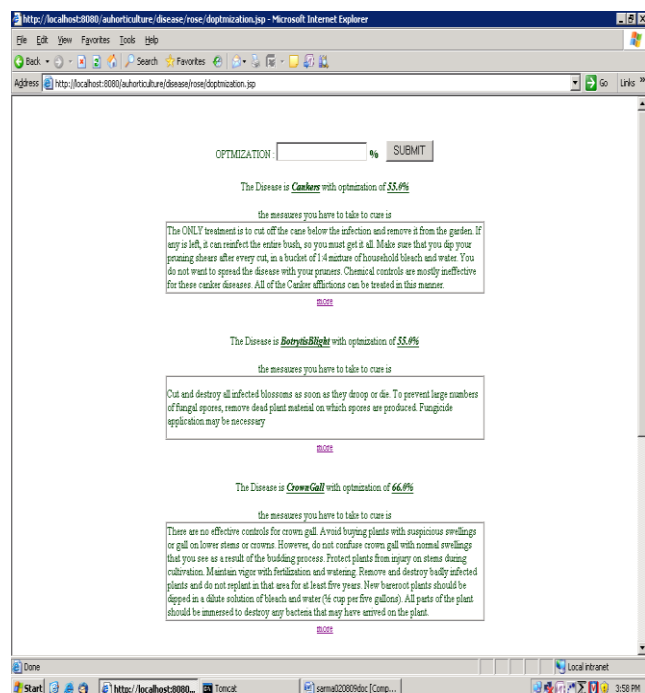 http://localhost:8080/auhorticulture/disease/rose/doptmization.jsp - Microsoft Internet Explorer
File Edit View Favorites Tools Help
Back Search Favorites
Address http://localhost:8080/auhorticulture/disease/rose/doptmization.jsp Go Links »
OPTMIZATION : % SUBMIT
The Disease is Cankers with optmization of 55.0%
the mesaures you have to take to cure is
The ONLY treatment is to cut off the cane below the infection and remove it from the garden. If
any is left, it can reinfect the entire bush, so you must get it all. Make sure that you dip your
pruning shears after every cut, in a bucket of 1:4 mixture of household bleach and water. You
do not want to spread the disease with your pruners. Chemical controls are mostly ineffective
for these canker diseases. All of the Canker afflictions can be treated in this manner.
more
The Disease is BotrytisBlight with optmization of 55.0%
the mesaures you have to take to cure is
Cut and destroy all infected blossoms as soon as they droop or die. To prevent large numbers
of fungal spores, remove dead plant material on which spores are produced. Fungicide
application may be necessary
more
The Disease is CrownGall with optmization of 66.0%
the mesaures you have to take to cure is
There are no effective controls for crown gall. Avoid buying plants with suspicious swellings
or gall on lower stems or crowns. However, do not confuse crown gall with normal swellings
that you see as a result of the budding process. Protect plants from injury on stems during
cultivation. Maintain vigor with fertilization and watering. Remove and destroy badly infected
plants and do not replant in that area for at least five years. New bareroot plants should be
dipped in a dilute solution of bleach and water (¼ cup per five gallons). All parts of the plant
should be immersed to destroy any bacteria that may have arrived on the plant.
more
Done Local intranet
Start http://localhost:8080... Tomcat sarma020809doc [Comp... 3:58 PM